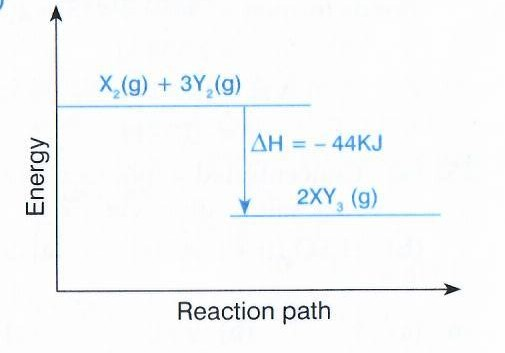 X₂(g) + 3Y₂(g)
ΔH = – 44KJ
2XY₃ (g)
Energy
Reaction path